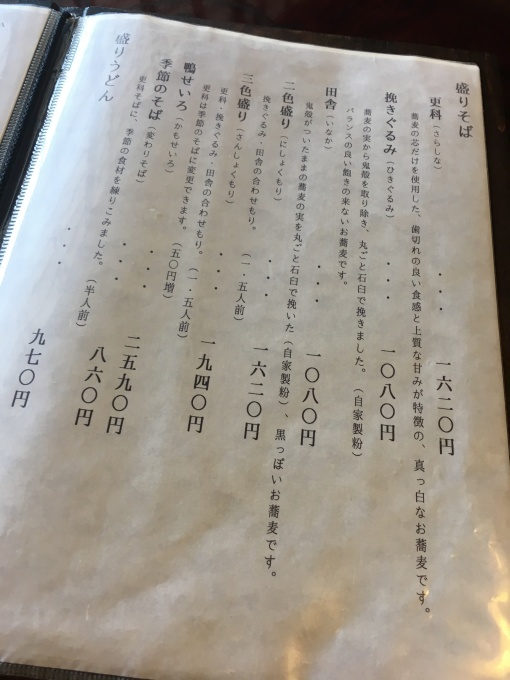 盛りそば
更科（さらしな）・・・一六二〇円
蕎麦の芯だけを使用した、歯切れの良い食感と上質な甘みが特徴の、真っ白なお蕎麦です。
挽きぐるみ（ひきぐるみ）・・・一〇八〇円
蕎麦の実から鬼殻を取り除き、丸ごと石臼で挽きました。（自家製粉）
バランスの良い飽きの来ないお蕎麦です。
田舎（いなか）・・・一〇八〇円
鬼殻がついたままの蕎麦の実を丸ごと石臼で挽いた（自家製粉）、黒っぽいお蕎麦です。
二色盛り（にしょくもり）・・・一六二〇円
挽きぐるみ・田舎の合わせもり。（一・五人前）
三色盛り（さんしょくもり）・・・一九四〇円
更科・挽きぐるみ・田舎の合わせもり。（一・五人前）
更科は季節のそばに変更できます。（五〇円増）
鴨せいろ（かもせいろ）・・・二五九〇円
季節のそば（変わりそば）・・・八六〇円
更科そばに、季節の食材を練りこみました。（半人前）
盛りうどん・・・九七〇円